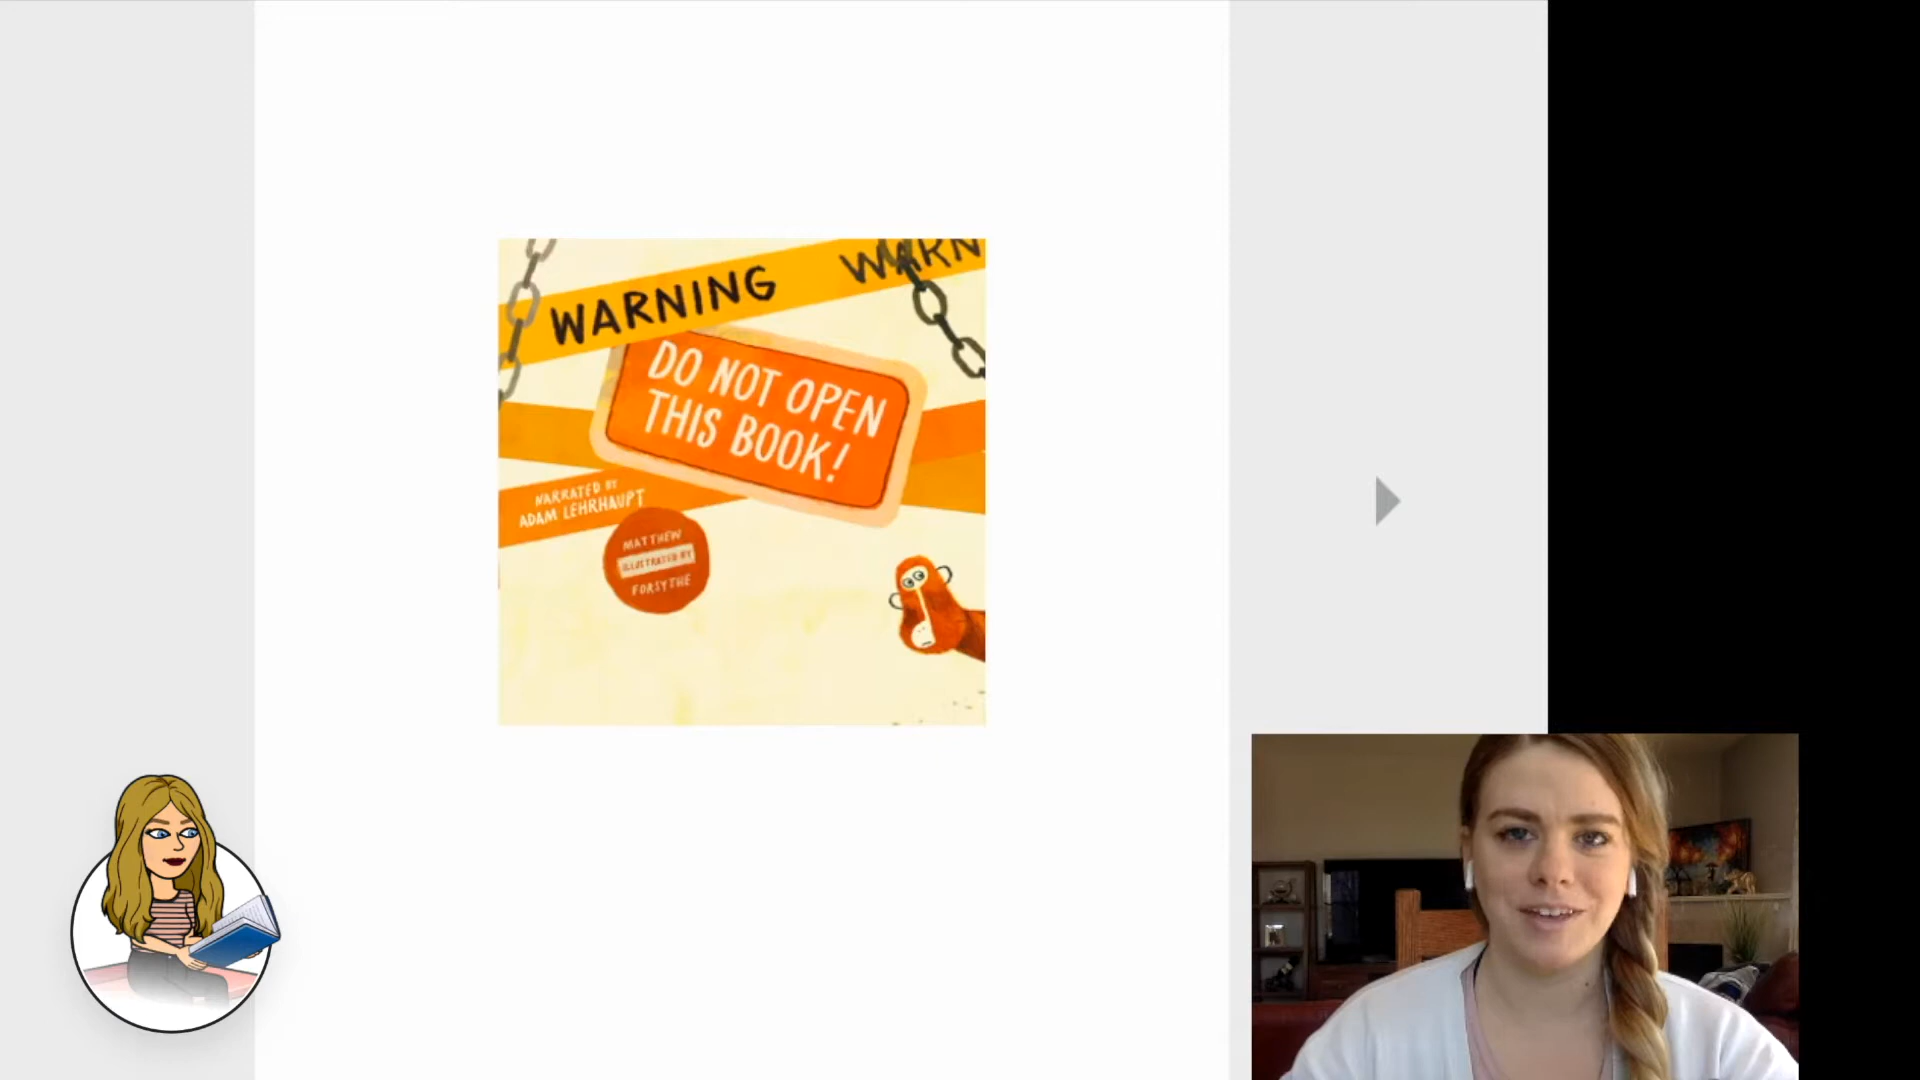 WARNING
WARN
DO NOT OPEN
THIS BOOK!
NARRATED BY
ADAM LEHRHAUPT
MATTHEW
ILLUSTRATED BY
FORSYTHE